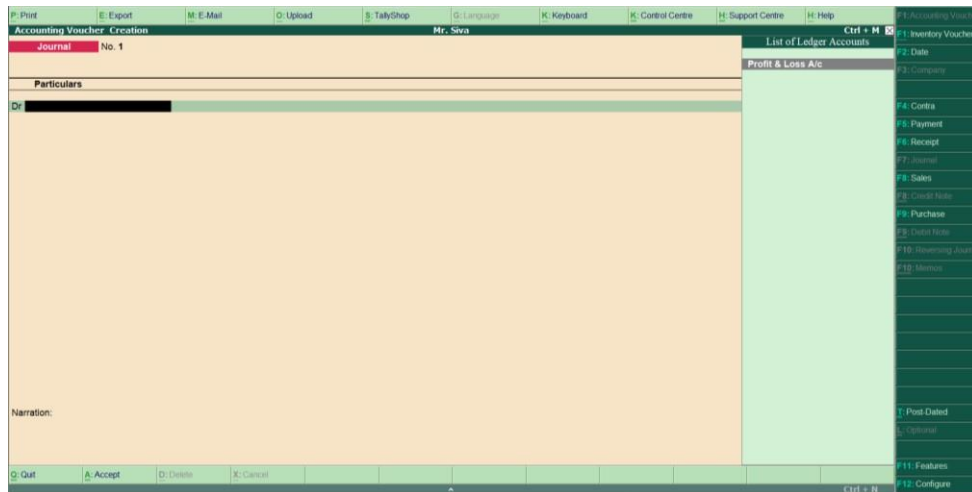 P: Print E: Export M: E-Mail O: Upload S: TallyShop G: Language K: Keyboard K: Control Centre H: Support Centre H: Help F1: Accounting Vouch
Accounting Voucher Creation Mr. Siva Ctrl + M
Journal No. 1
Particulars
Dr
Narration:
List of Ledger Accounts
Profit & Loss A/c
F1: Inventory Voucher
F2: Date
F3: Company
F4: Contra
F5: Payment
F6: Receipt
F7: Journal
F8: Sales
F8: Credit Note
F9: Purchase
F9: Debit Note
F10: Reversing Journ
F10: Memos
T: Post-Dated
L: Optional
F11: Features
F12: Configure
Q: Quit A: Accept D: Delete X: Cancel
Ctrl + N